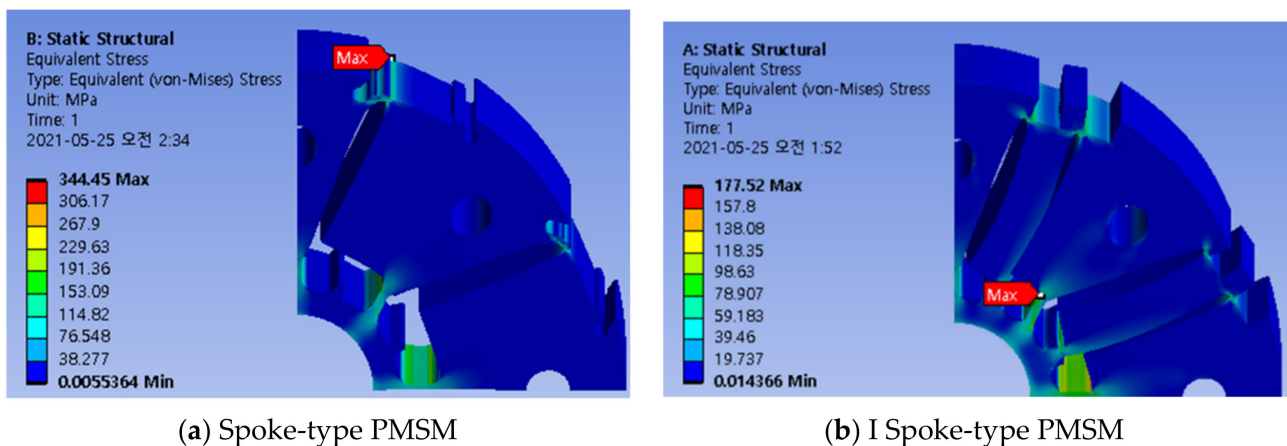 B: Static Structural
Equivalent Stress
Type: Equivalent (von-Mises) Stress
Unit: MPa
Time: 1
2021-05-25 오전 2:34
344.45 Max
306.17
267.9
229.63
191.36
153.09
114.82
76.548
38.277
0.0055364 Min
Max
(a) Spoke-type PMSM
A: Static Structural
Equivalent Stress
Type: Equivalent (von-Mises) Stress
Unit: MPa
Time: 1
2021-05-25 오전 1:52
177.52 Max
157.8
138.08
118.35
98.63
78.907
59.183
39.46
19.737
0.014366 Min
Max
(b) I Spoke-type PMSM